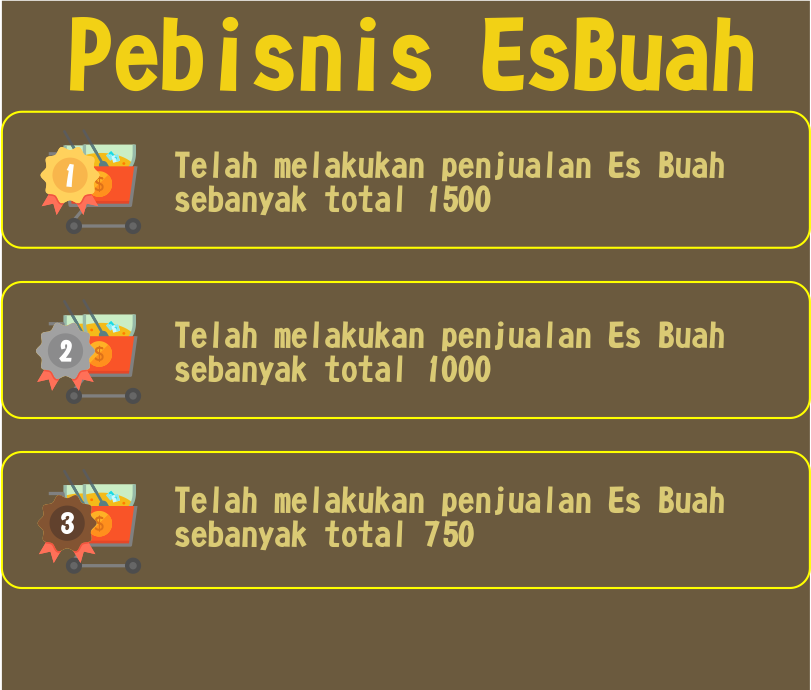 Pebisnis EsBuah
1
$
Telah melakukan penjualan Es Buah
sebanyak total 1500
2
$
Telah melakukan penjualan Es Buah
sebanyak total 1000
3
$
Telah melakukan penjualan Es Buah
sebanyak total 750